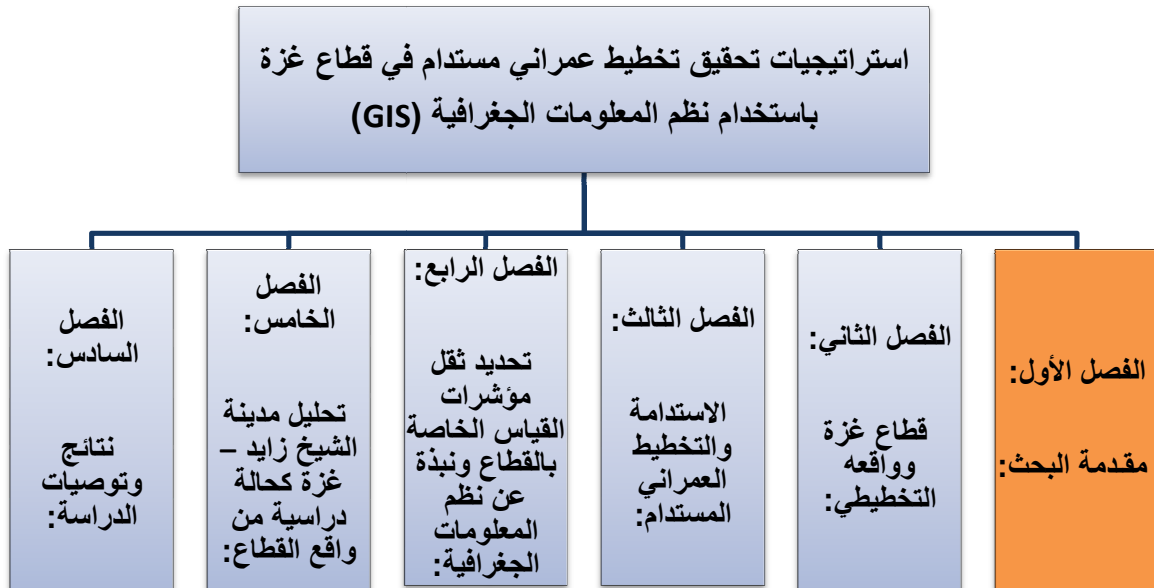 استراتيجيات تحقيق تخطيط عمراني مستدام في قطاع غزة
باستخدام نظم المعلومات الجغرافية (GIS)
الفصل الأول:
مقدمة البحث:
الفصل الثاني:
قطاع غزة
وواقعه
التخطيطي:
الفصل الثالث:
الاستدامة
والتخطيط
العمراني
المستدام:
الفصل الرابع:
تحديد ثقل
مؤشرات
القياس الخاصة
بالقطاع ونبذة
عن نظم
المعلومات
الجغرافية:
الفصل
الخامس:
تحليل مدينة
الشيخ زايد –
غزة كحالة
دراسية من
واقع القطاع:
الفصل
السادس:
نتائج
وتوصيات
الدراسة: